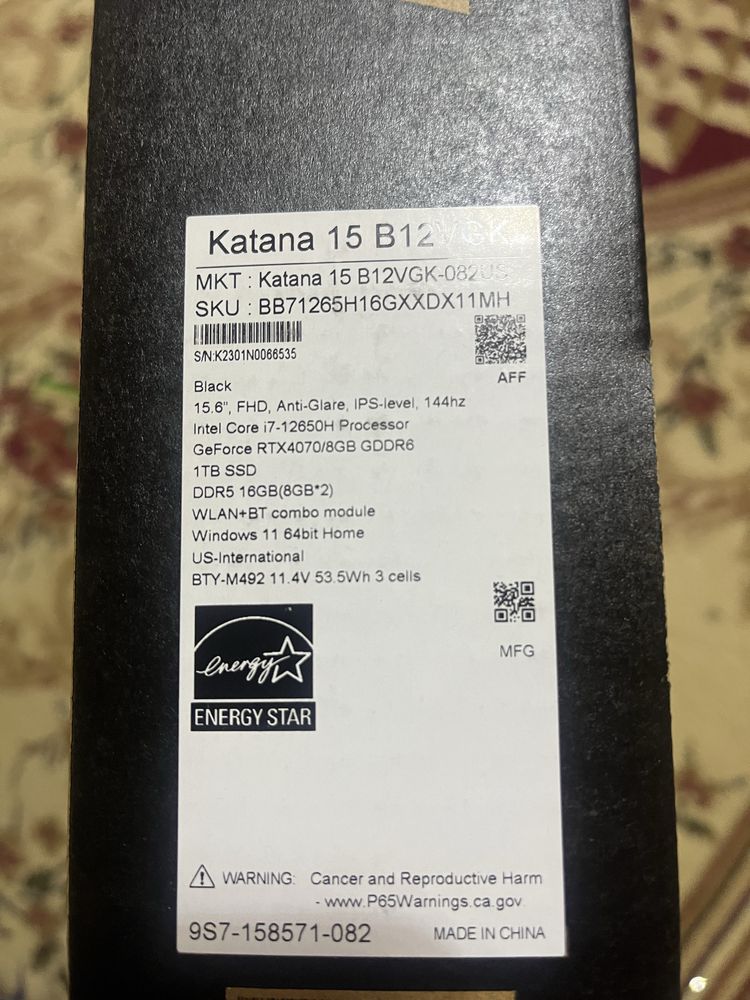 Katana 15 B12VGK
MKT : Katana 15 B12VGK-082US
SKU : BB71265H16GXXDX11MH
S/N:K2301N0066535
AFF
Black
15.6", FHD, Anti-Glare, IPS-level, 144hz
Intel Core i7-12650H Processor
GeForce RTX4070/8GB GDDR6
1TB SSD
DDR5 16GB(8GB*2)
WLAN+BT combo module
Windows 11 64bit Home
US-International
BTY-M492 11.4V 53.5Wh 3 cells
MFG
energy
ENERGY STAR
WARNING: Cancer and Reproductive Harm
- www.P65Warnings.ca.gov.
9S7-158571-082 MADE IN CHINA